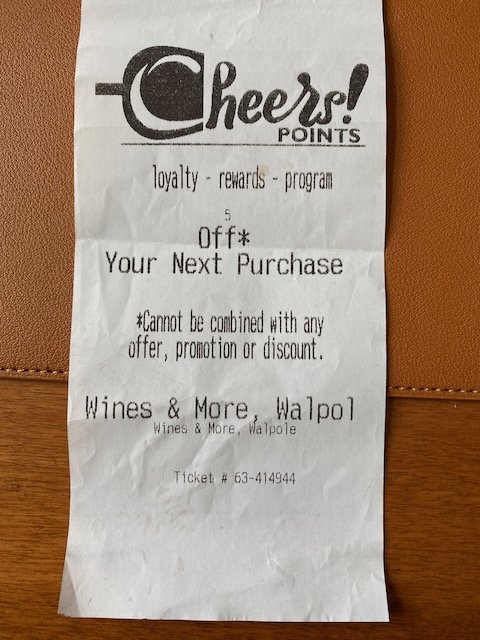 Cheers!
POINTS
loyalty - rewards - program
5
Off*
Your Next Purchase
*Cannot be combined with any
offer, promotion or discount.
Wines & More, Walpol
Wines & More, Walpole
Ticket # 63-414944